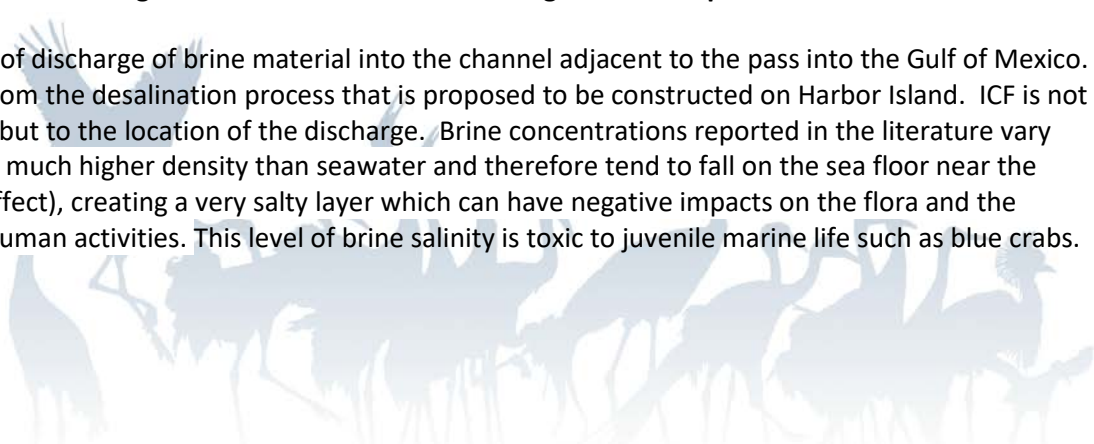 of discharge of brine material into the channel adjacent to the pass into the Gulf of Mexico.
om the desalination process that is proposed to be constructed on Harbor Island.  ICF is not
but to the location of the discharge.  Brine concentrations reported in the literature vary
much higher density than seawater and therefore tend to fall on the sea floor near the
ffect), creating a very salty layer which can have negative impacts on the flora and the
uman activities. This level of brine salinity is toxic to juvenile marine life such as blue crabs.